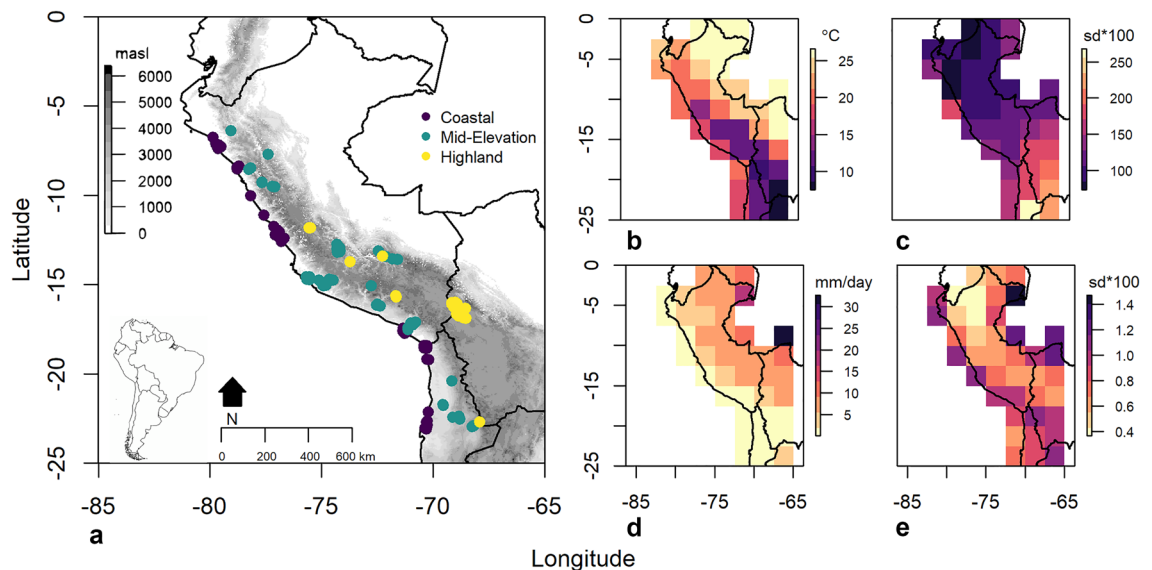 0
-5
-10
-15
-20
-25
Latitude
masl
6000
5000
4000
3000
2000
1000
0
Coastal
Mid-Elevation
Highland
N
0 200 400 600 km
-85 -80 -75 -70 -65
a
0
-5
-15
-25
°C
25
20
15
10
b
sd*100
250
200
150
100
c
0
-5
-15
-25
mm/day
30
25
20
15
10
5
-85 -75 -65
d
sd*100
1.4
1.2
1.0
0.8
0.6
0.4
-85 -75 -65
e
Longitude